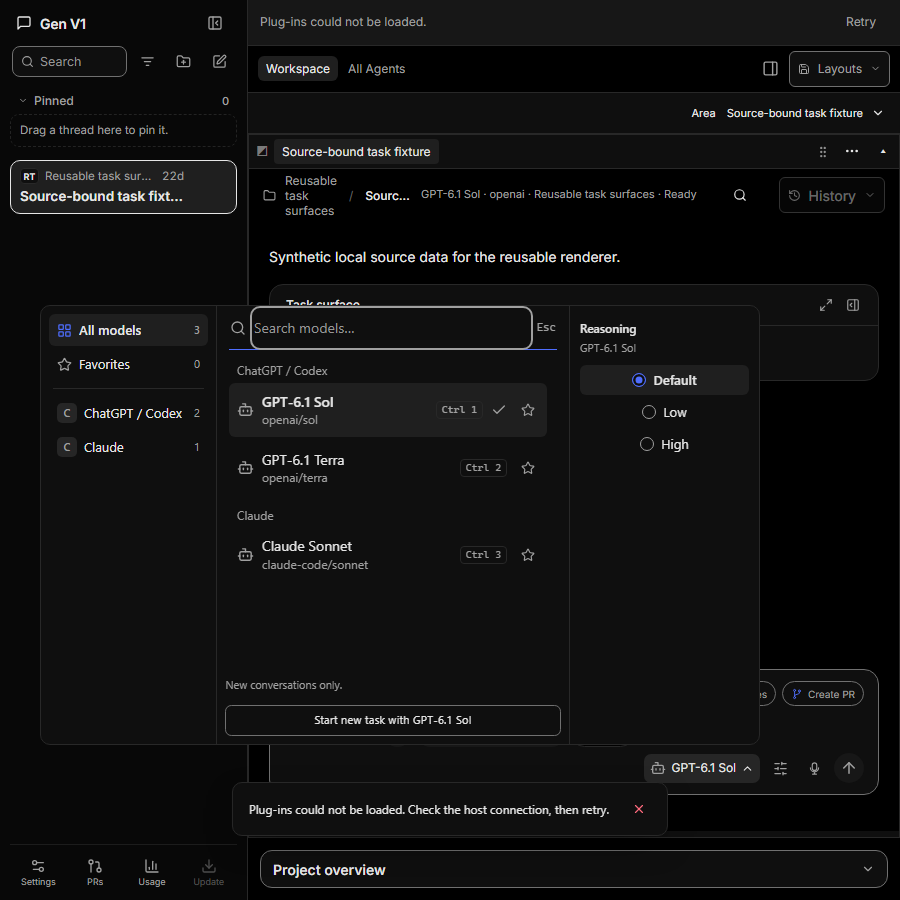 Gen V1
Search
Pinned
0
Drag a thread here to pin it.
RT Reusable task sur... 22d
Source-bound task fixt...
Plug-ins could not be loaded.
Retry
Workspace
All Agents
Layouts
Area Source-bound task fixture
Source-bound task fixture
Reusable
task
surfaces
/
Sourc...
GPT-6.1 Sol · openai · Reusable task surfaces · Ready
History
Synthetic local source data for the reusable renderer.
Task surface
All models
3
Favorites
0
C ChatGPT / Codex 2
C Claude 1
Search models...
Esc
ChatGPT / Codex
GPT-6.1 Sol
openai/sol
Ctrl 1
GPT-6.1 Terra
openai/terra
Ctrl 2
Claude
Claude Sonnet
claude-code/sonnet
Ctrl 3
New conversations only.
Start new task with GPT-6.1 Sol
Reasoning
GPT-6.1 Sol
Default
Low
High
Create PR
GPT-6.1 Sol
Plug-ins could not be loaded. Check the host connection, then retry.
Project overview
Settings
PRs
Usage
Update